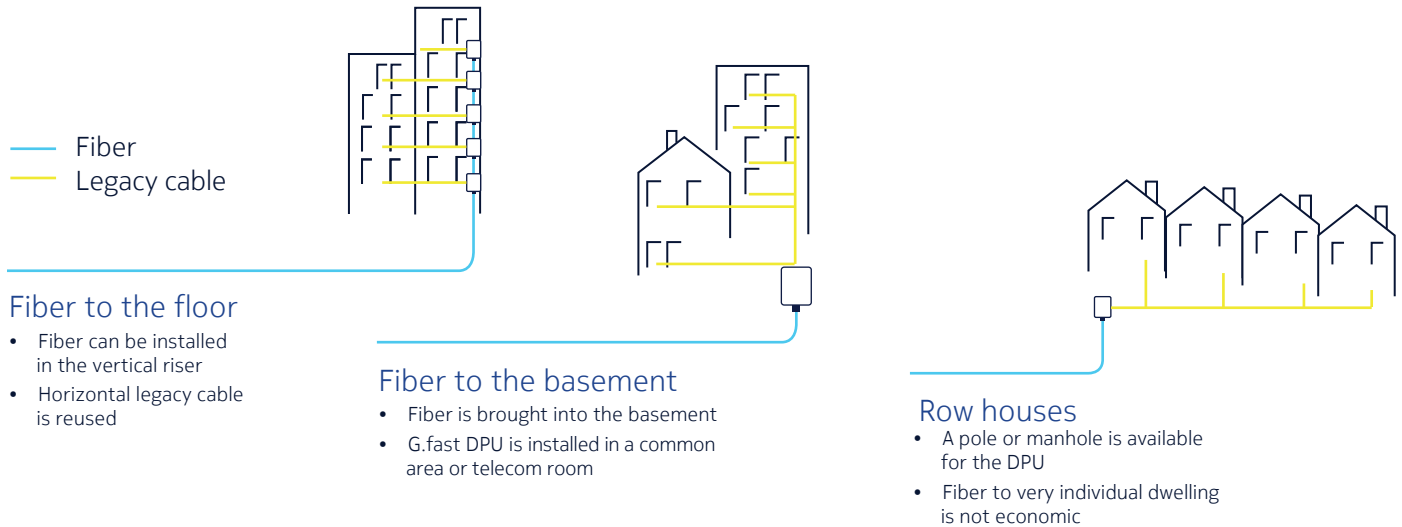 Fiber
Legacy cable
Fiber to the floor
• Fiber can be installed
in the vertical riser
• Horizontal legacy cable
is reused
Fiber to the basement
• Fiber is brought into the basement
• G.fast DPU is installed in a common
area or telecom room
Row houses
• A pole or manhole is available
for the DPU
• Fiber to very individual dwelling
is not economic